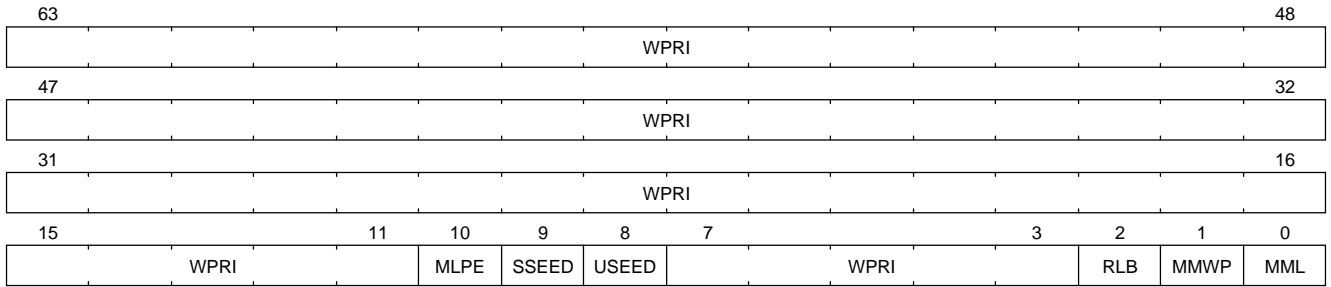 63 48
WPRI
47 32
WPRI
31 16
WPRI
15 11 10 9 8 7 3 2 1 0
WPRI MLPE SSEED USEED WPRI RLB MMWP MML